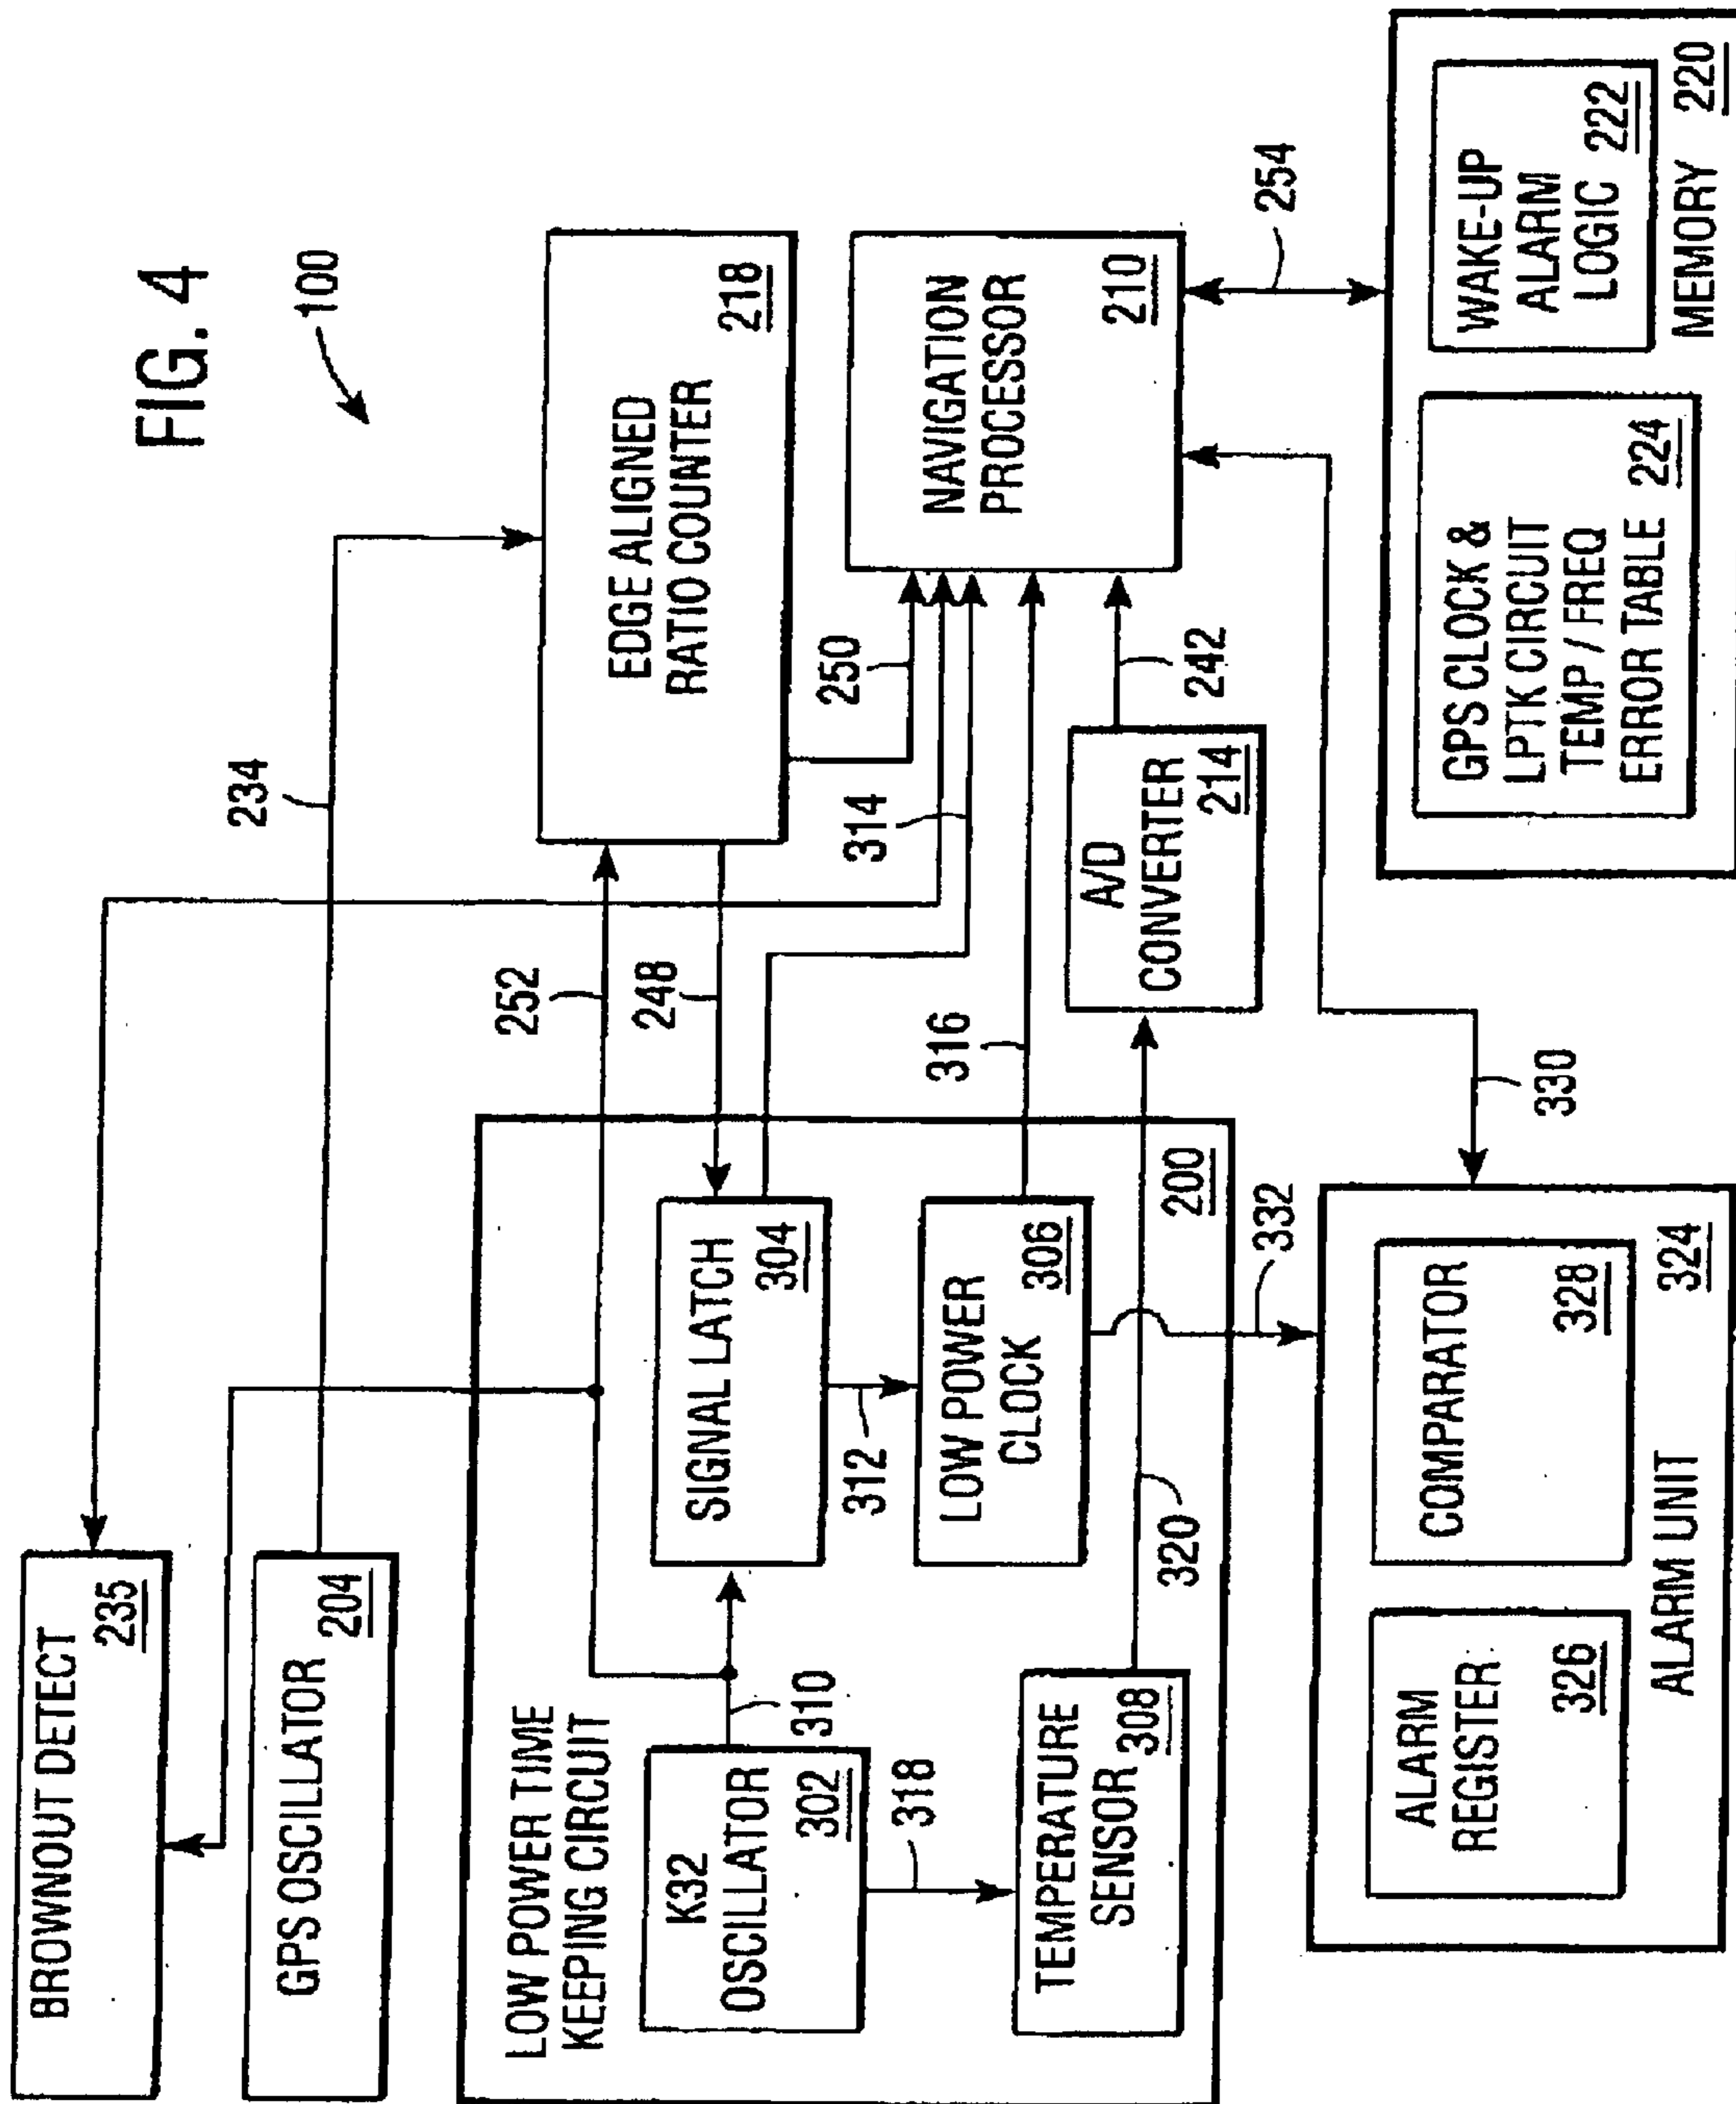 FIG. 4
100
BROWNOUT DETECT
235
GPS OSCILLATOR
204
234
EDGE ALIGNED
RATIO COUNTER
218
252
248
LOW POWER TIME
KEEPING CIRCUIT
K32
OSCILLATOR
302
310
318
SIGNAL LATCH
304
312
LOW POWER
CLOCK
306
TEMPERATURE
SENSOR
308
320
200
314
250
316
NAVIGATION
PROCESSOR
210
A/D
CONVERTER
214
242
254
332
330
ALARM
REGISTER
326
COMPARATOR
328
ALARM UNIT
324
GPS CLOCK &
LPTK CIRCUIT
TEMP / FREQ
ERROR TABLE
224
WAKE-UP
ALARM
LOGIC
222
MEMORY
220